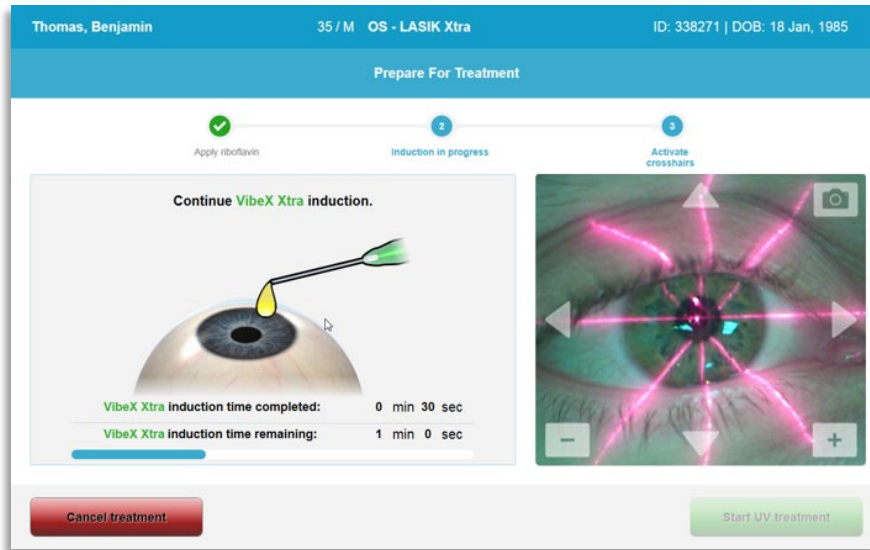 Thomas, Benjamin 35 / M OS - LASIK Xtra ID: 338271 | DOB: 18 Jan, 1985
Prepare For Treatment
2 3
Apply riboflavin Induction in progress Activate
crosshairs
Continue VibeX Xtra induction.
VibeX Xtra induction time completed: 0 min 30 sec
VibeX Xtra induction time remaining: 1 min 0 sec
Cancel treatment Start UV treatment